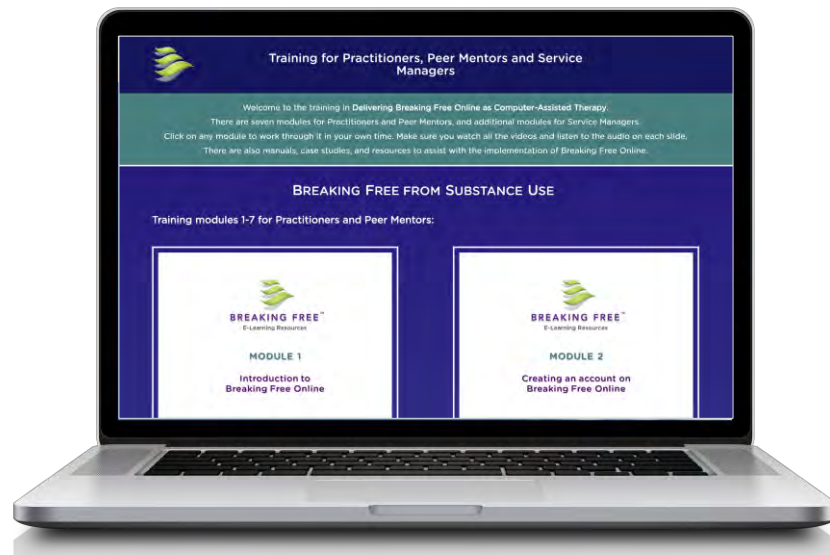 Training for Practitioners, Peer Mentors and Service
Managers
Welcome to the training in Delivering Breaking Free Online as Computer-Assisted Therapy.
There are seven modules for Practitioners and Peer Mentors, and additional modules for Service Managers.
Click on any module to work through it in your own time. Make sure you watch all the videos and listen to the audio on each slide.
There are also manuals, case studies, and resources to assist with the implementation of Breaking Free Online.
BREAKING FREE FROM SUBSTANCE USE
Training modules 1-7 for Practitioners and Peer Mentors:
BREAKING FREE™
E-Learning Resources
MODULE 1
Introduction to
Breaking Free Online
BREAKING FREE™
E-Learning Resources
MODULE 2
Creating an account on
Breaking Free Online